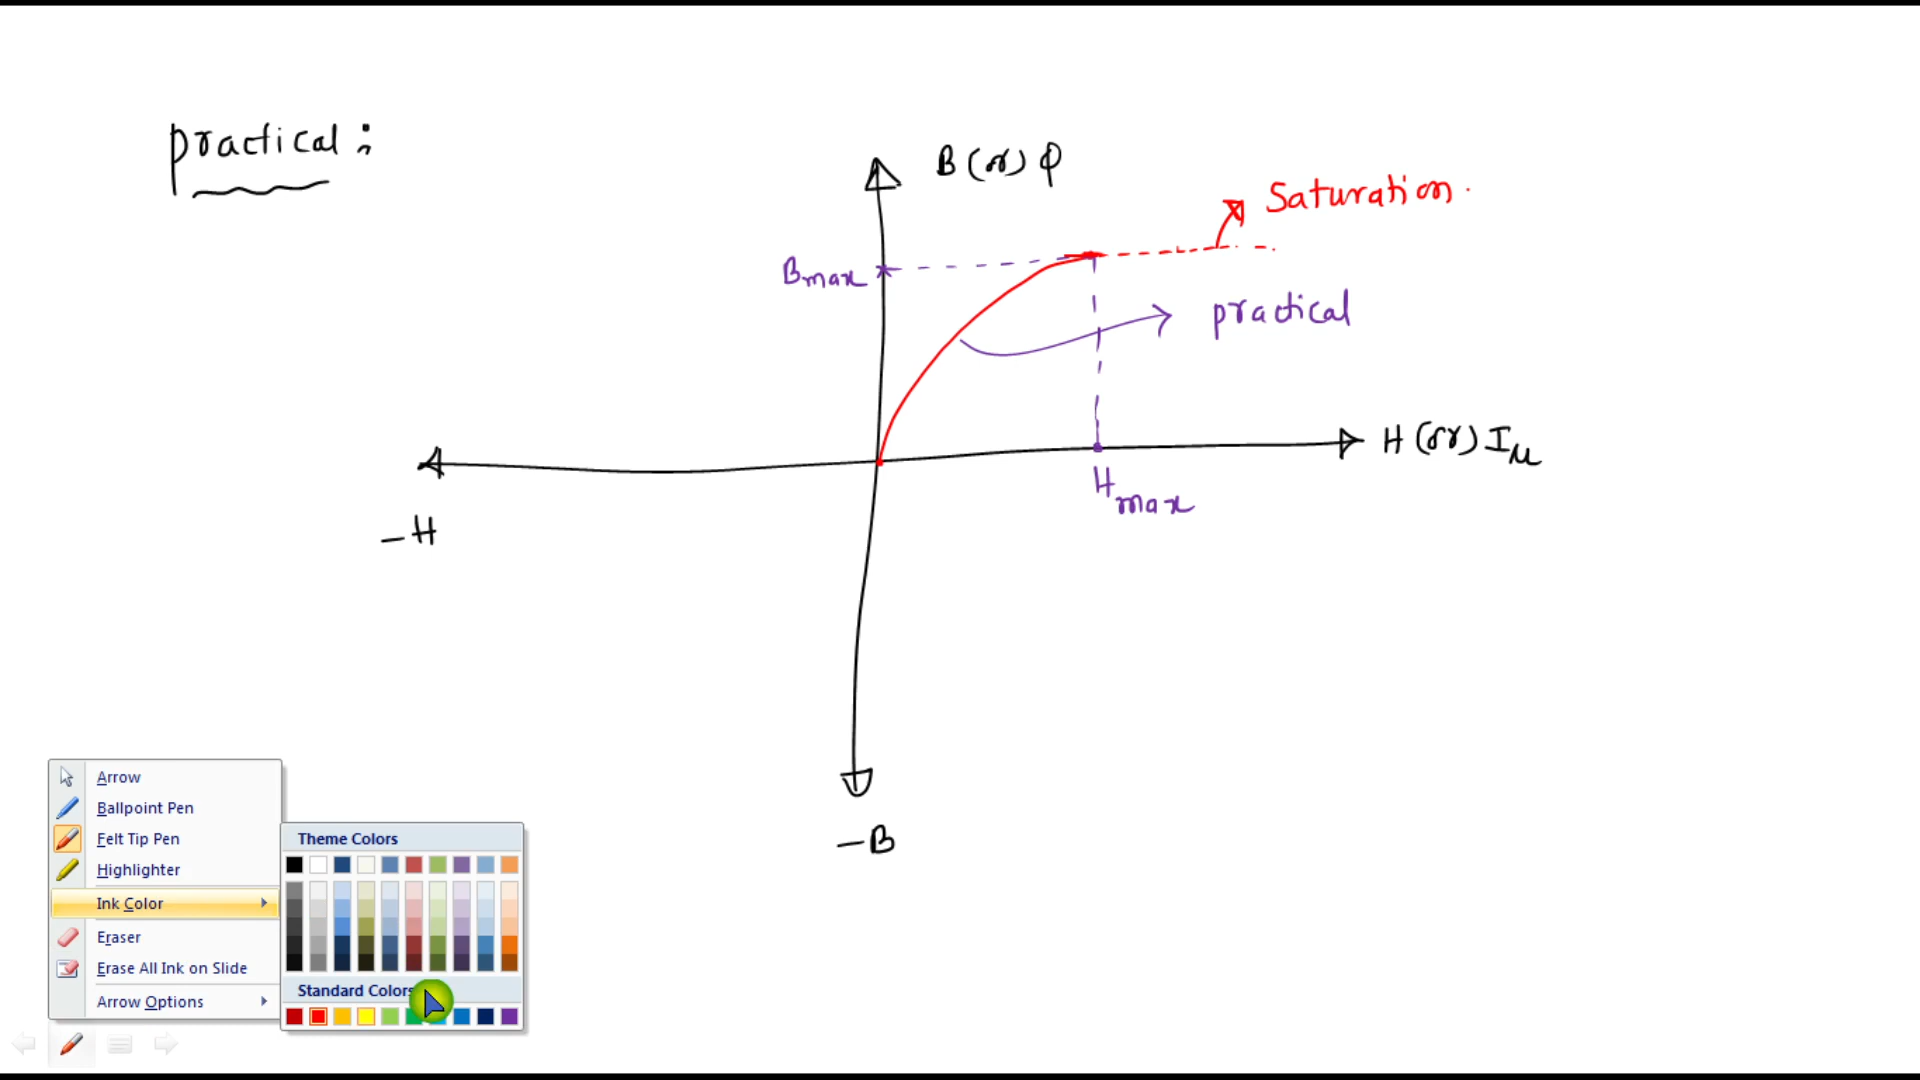 practical :
B (or) φ
Saturation.
Bmax
practical
H (or) Iμ
Hmax
-H
-B
Arrow
Ballpoint Pen
Felt Tip Pen
Highlighter
Ink Color
Eraser
Erase All Ink on Slide
Arrow Options
Theme Colors
Standard Colors